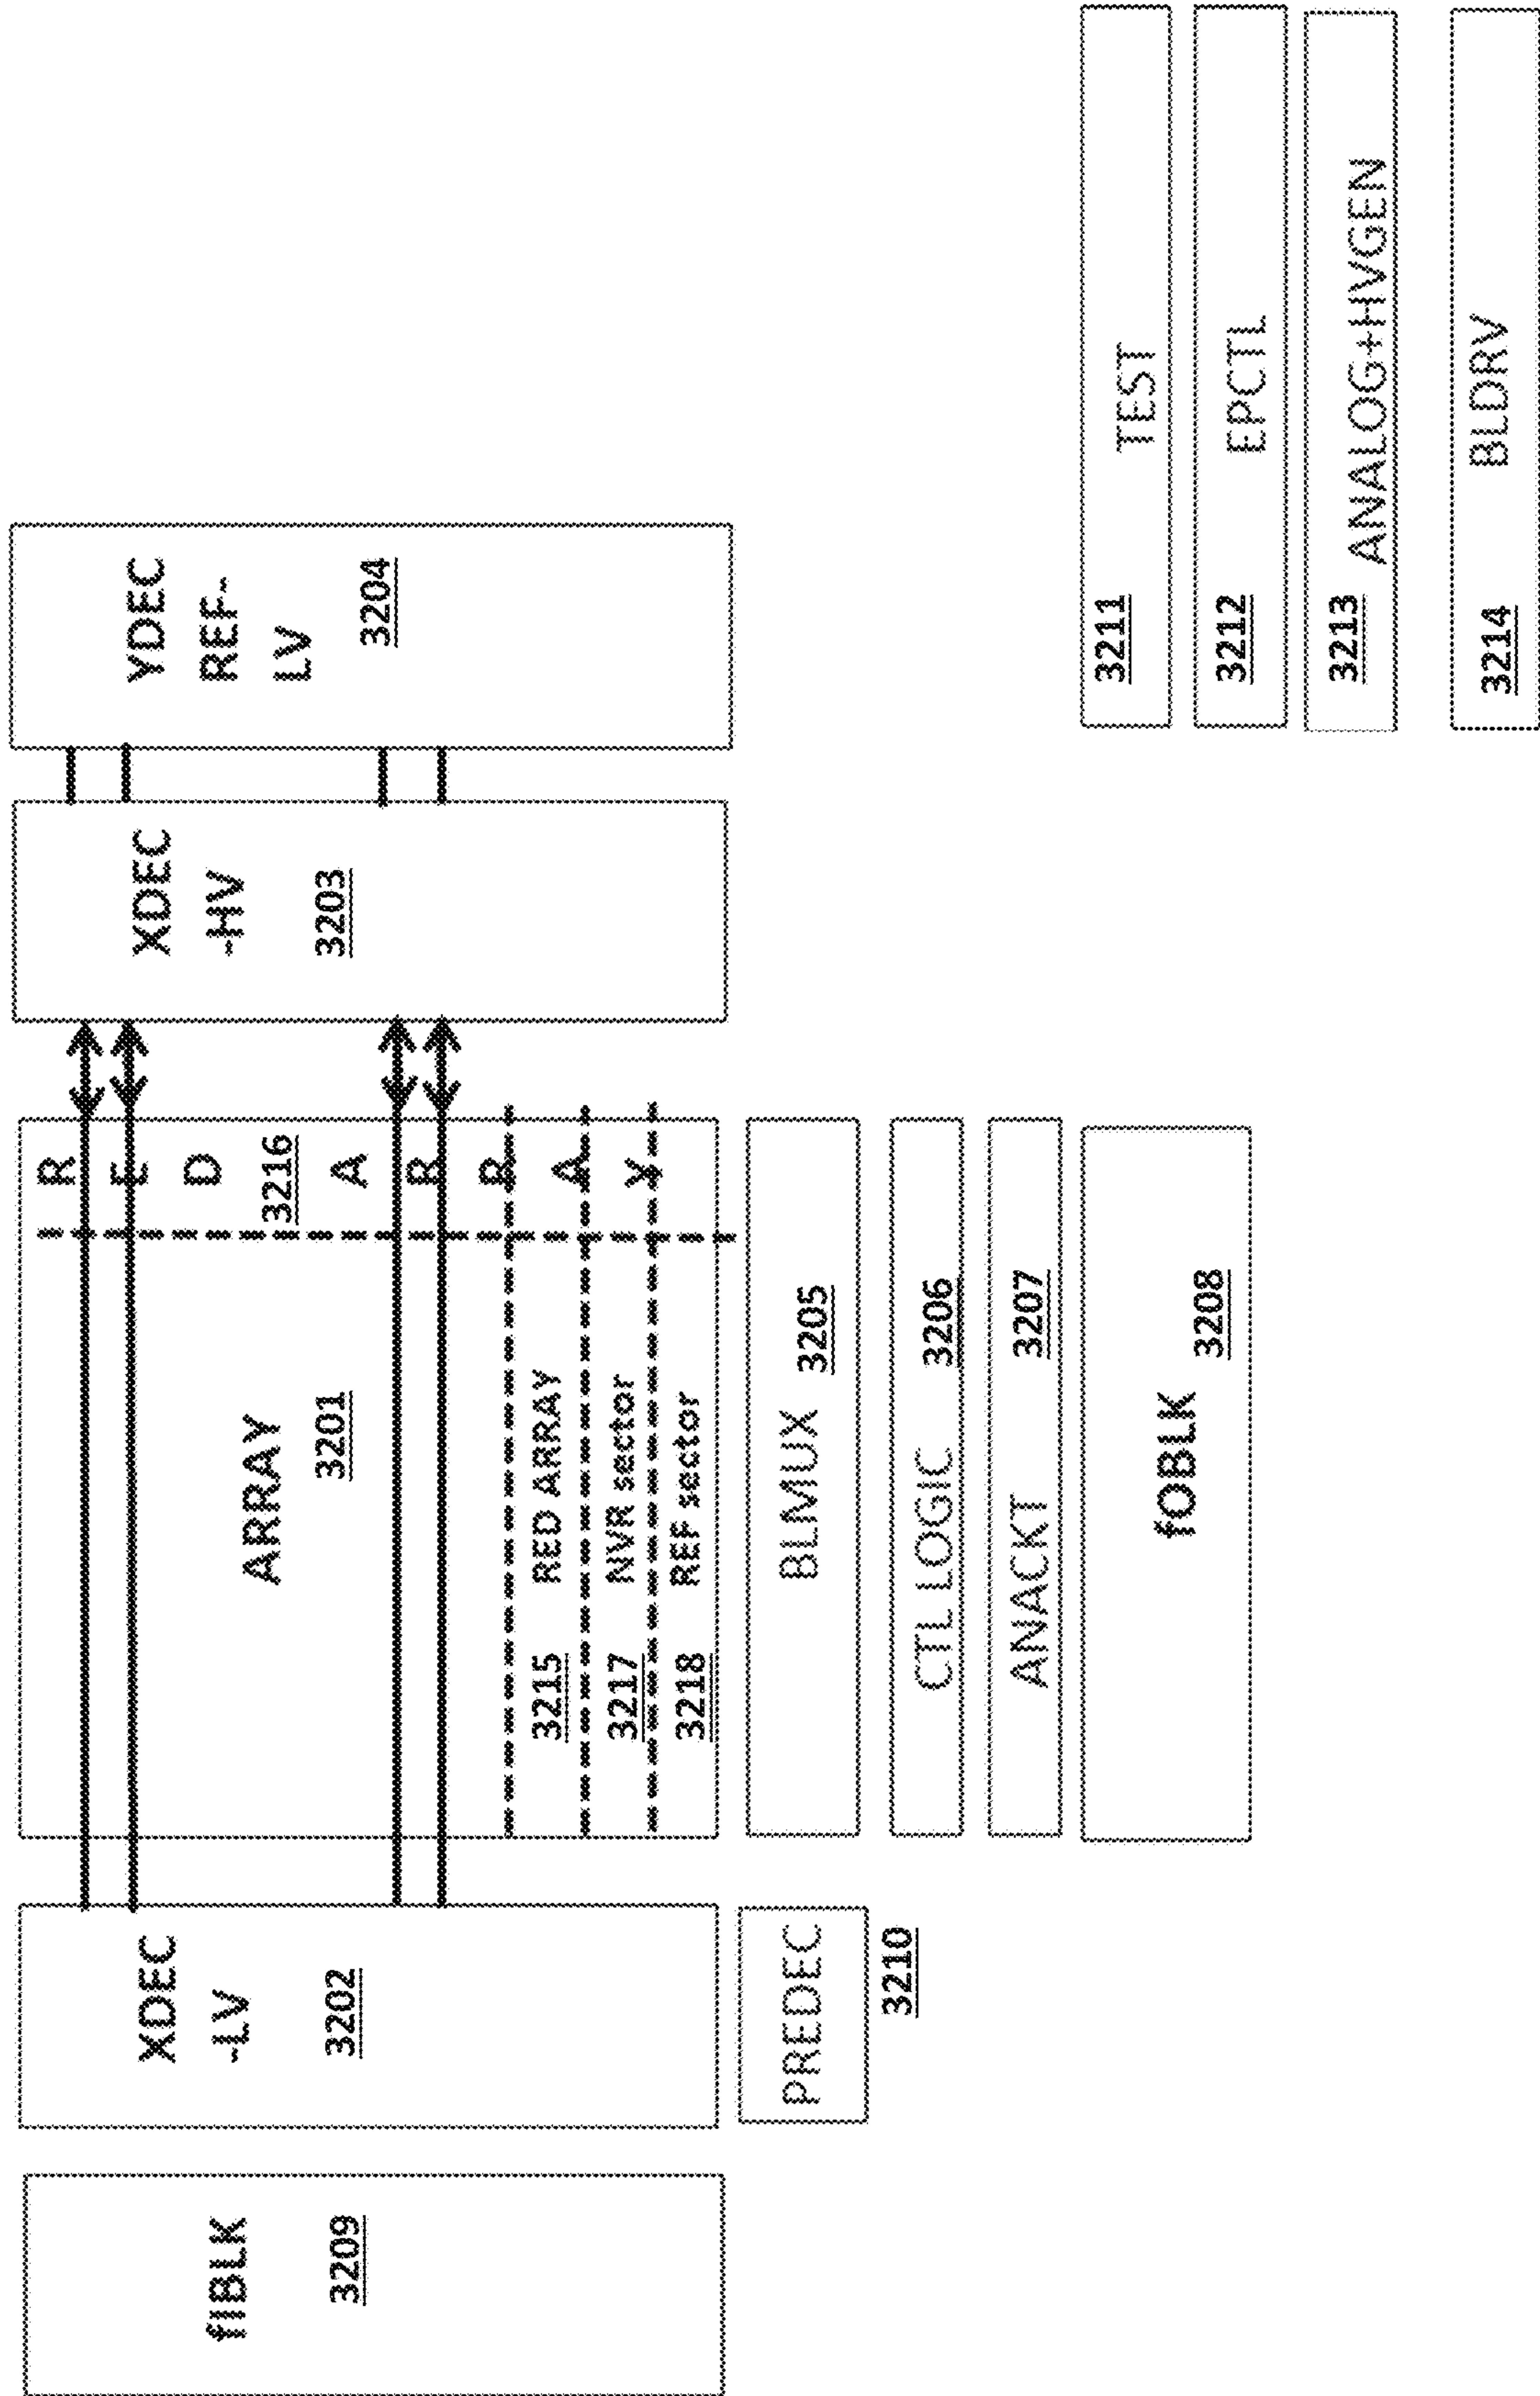 fIBLK
3209
XDEC
-LV
3202
PREDEC
3210
ARRAY
3201
RED
3216
ARRAY
3215 RED ARRAY
3217 NVR sector
3218 REF sector
BLMUX 3205
CTL LOGIC 3206
ANACKT 3207
fOBLK 3208
XDEC
-HV
3203
YDEC
REF-
LV
3204
3211 TEST
3212 EPCTL
3213 ANALOG+HVGEN
3214 BLDRV